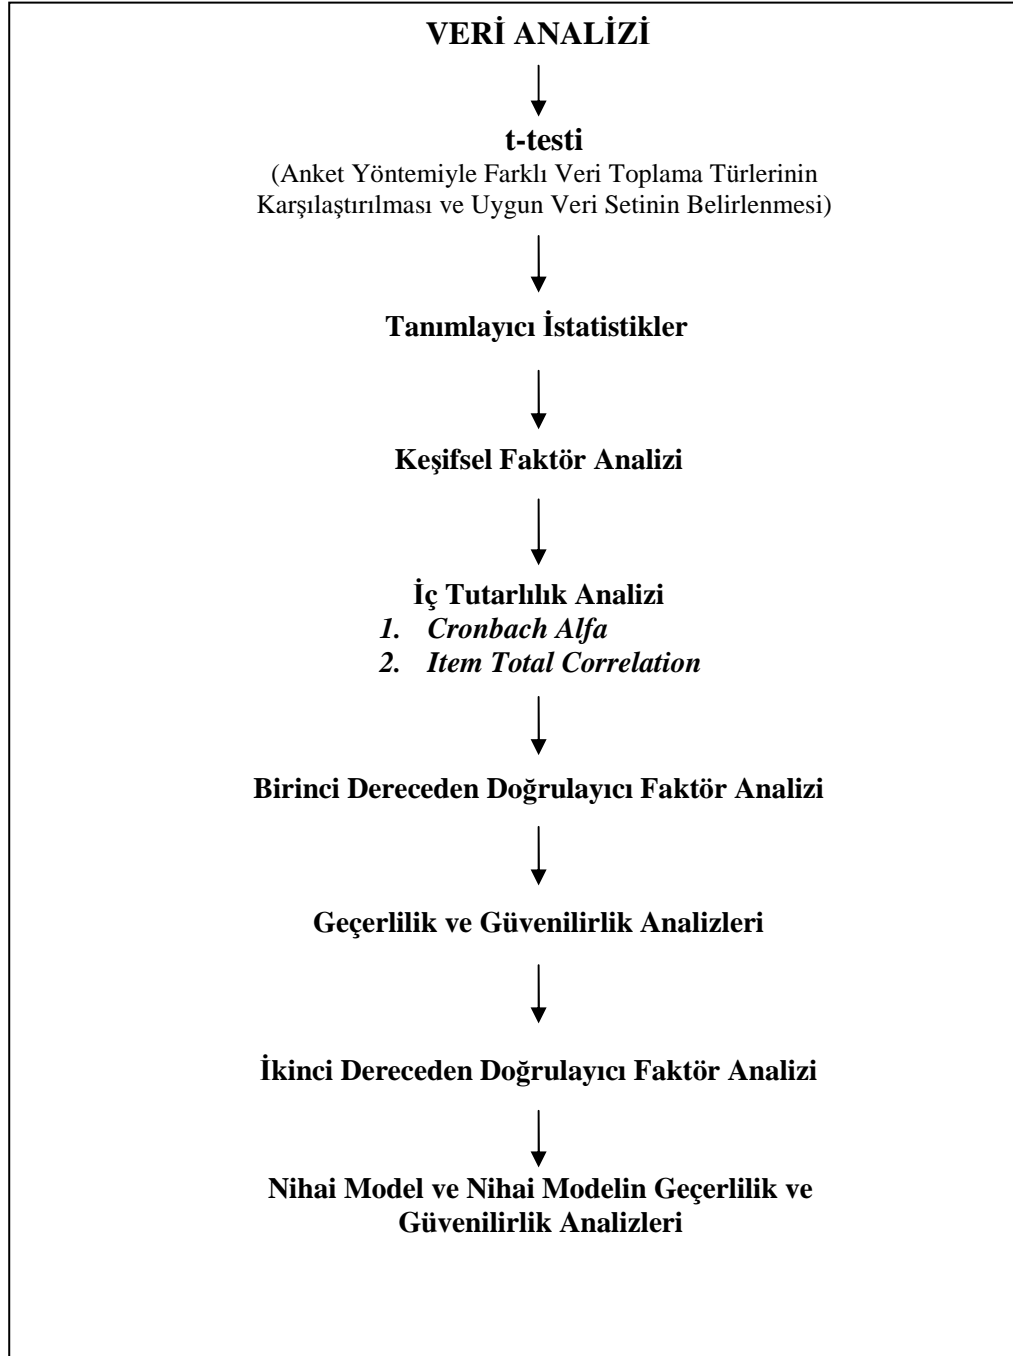 VERİ ANALİZİ
t-testi
(Anket Yöntemiyle Farklı Veri Toplama Türlerinin
Karşılaştırılması ve Uygun Veri Setinin Belirlenmesi)
Tanımlayıcı İstatistikler
Keşifsel Faktör Analizi
İç Tutarlılık Analizi
1. Cronbach Alfa
2. Item Total Correlation
Birinci Dereceden Doğrulayıcı Faktör Analizi
Geçerlilik ve Güvenilirlik Analizleri
İkinci Dereceden Doğrulayıcı Faktör Analizi
Nihai Model ve Nihai Modelin Geçerlilik ve
Güvenilirlik Analizleri